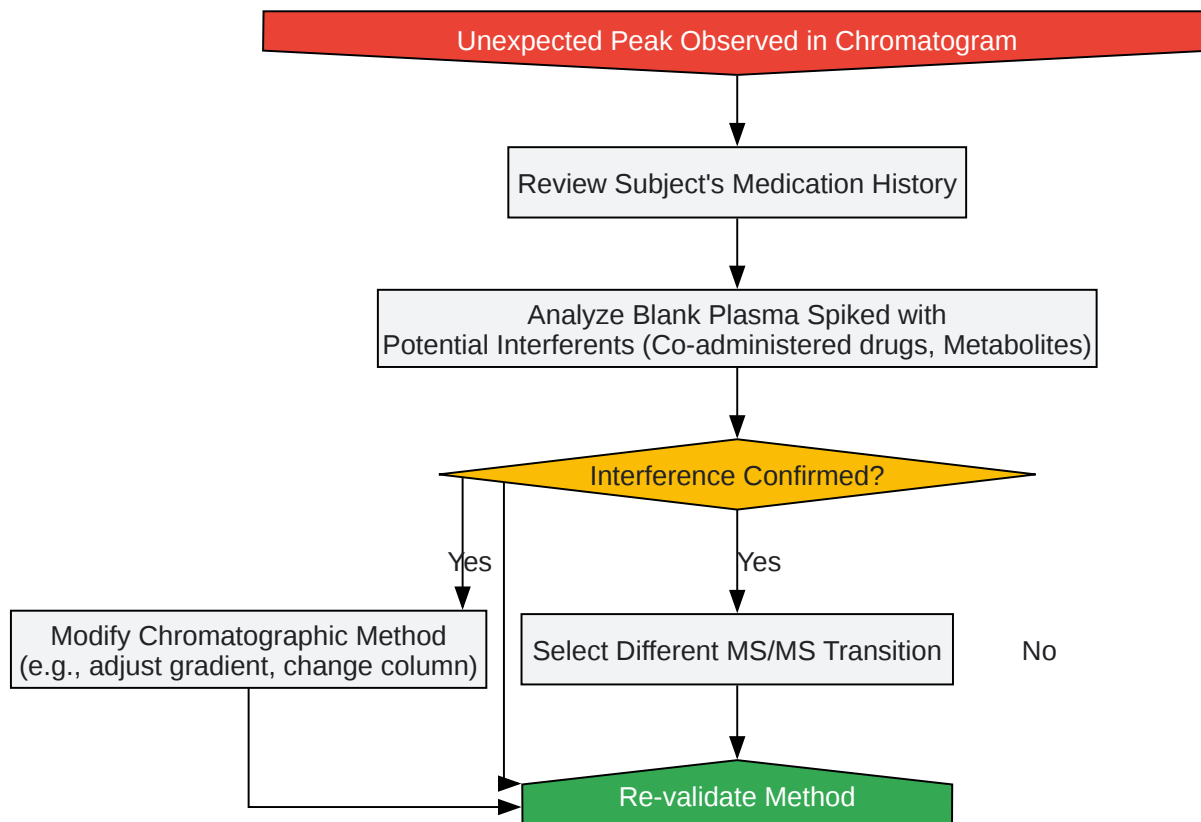 Unexpected Peak Observed in Chromatogram
Review Subject's Medication History
Analyze Blank Plasma Spiked with
Potential Interferents (Co-administered drugs, Metabolites)
Interference Confirmed?
Yes
Yes
Modify Chromatographic Method
(e.g., adjust gradient, change column)
Select Different MS/MS Transition
No
Re-validate Method